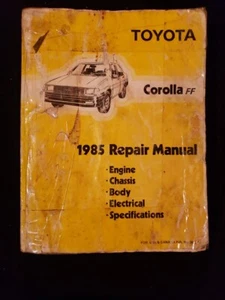 TOYOTA
Corolla FF
1985 Repair Manual
·Engine
·Chassis
·Body
·Electrical
·Specifications